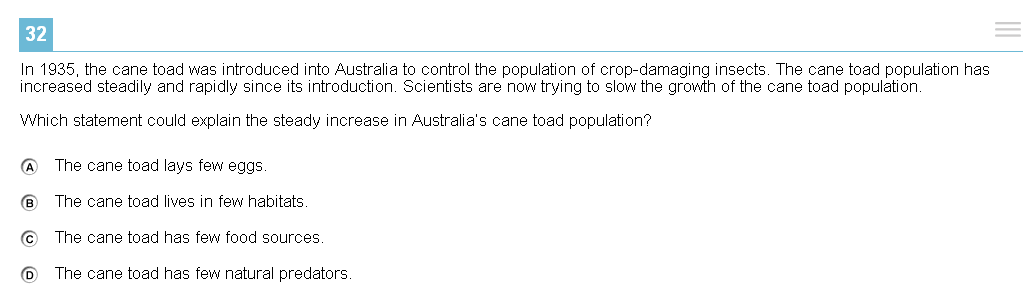 32
In 1935, the cane toad was introduced into Australia to control the population of crop-damaging insects. The cane toad population has
increased steadily and rapidly since its introduction. Scientists are now trying to slow the growth of the cane toad population.
Which statement could explain the steady increase in Australia's cane toad population?
A The cane toad lays few eggs.
B The cane toad lives in few habitats.
C The cane toad has few food sources.
D The cane toad has few natural predators.